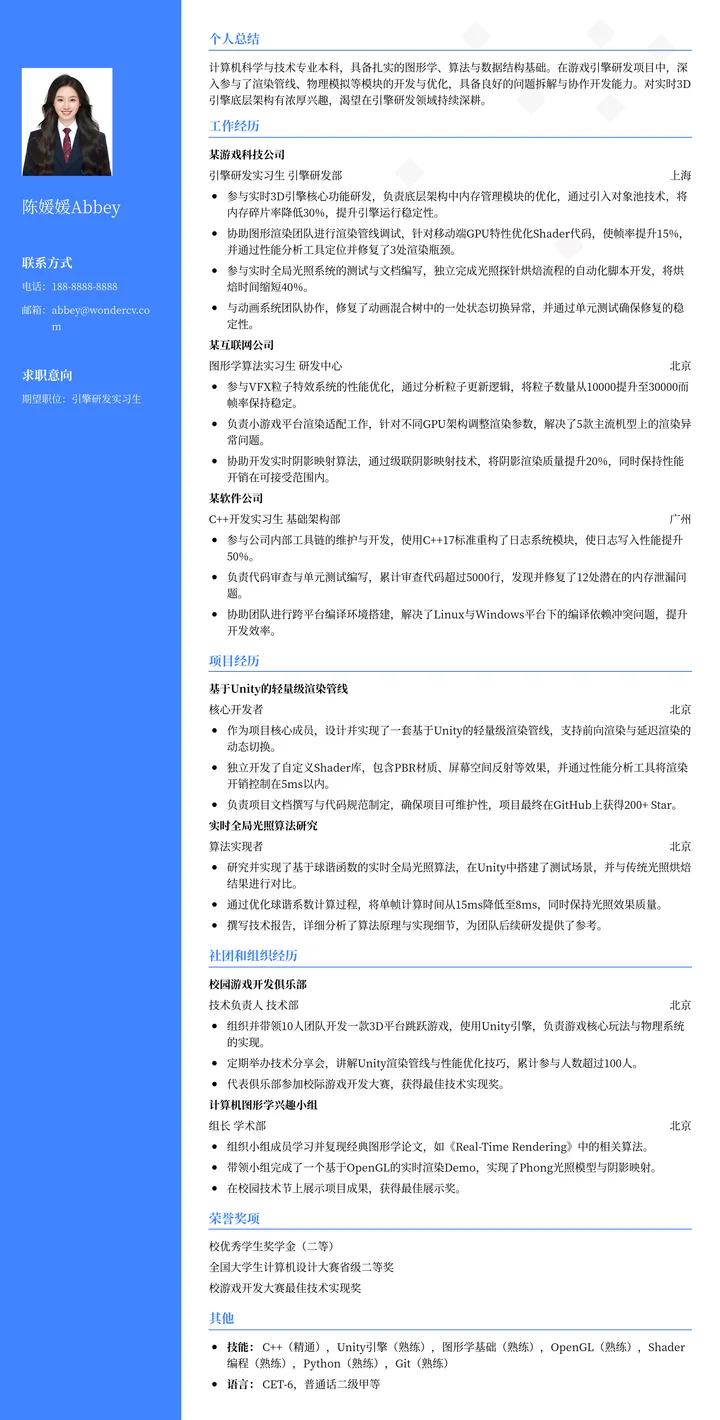 陈媛媛Abbey
联系方式
电话：188-8888-8888
邮箱：abbey@wondercv.co
m
求职意向
期望职位：引擎研发实习生
个人总结
计算机科学与技术专业本科，具备扎实的图形学、算法与数据结构基础。在游戏引擎研发项目中，深
入参与了渲染管线、物理模拟等模块的开发与优化，具备良好的问题拆解与协作开发能力。对实时3D
引擎底层架构有浓厚兴趣，渴望在引擎研发领域持续深耕。
工作经历
某游戏科技公司
引擎研发实习生 引擎研发部 上海
• 参与实时3D引擎核心功能研发，负责底层架构中内存管理模块的优化，通过引入对象池技术，将
内存碎片率降低30%，提升引擎运行稳定性。
• 协助图形渲染团队进行渲染管线调试，针对移动端GPU特性优化Shader代码，使帧率提升15%，
并通过性能分析工具定位并修复了3处渲染瓶颈。
• 参与实时全局光照系统的测试与文档编写，独立完成光照探针烘焙流程的自动化脚本开发，将烘
焙时间缩短40%。
• 与动画系统团队协作，修复了动画混合树中的一处状态切换异常，并通过单元测试确保修复的稳
定性。
某互联网公司
图形学算法实习生 研发中心 北京
• 参与VFX粒子特效系统的性能优化，通过分析粒子更新逻辑，将粒子数量从10000提升至30000而
帧率保持稳定。
• 负责小游戏平台渲染适配工作，针对不同GPU架构调整渲染参数，解决了5款主流机型上的渲染异
常问题。
• 协助开发实时阴影映射算法，通过级联阴影映射技术，将阴影渲染质量提升20%，同时保持性能
开销在可接受范围内。
某软件公司
C++开发实习生 基础架构部 广州
• 参与公司内部工具链的维护与开发，使用C++17标准重构了日志系统模块，使日志写入性能提升
50%。
• 负责代码审查与单元测试编写，累计审查代码超过5000行，发现并修复了12处潜在的内存泄漏问
题。
• 协助团队进行跨平台编译环境搭建，解决了Linux与Windows平台下的编译依赖冲突问题，提升
开发效率。
项目经历
基于Unity的轻量级渲染管线
核心开发者 北京
• 作为项目核心成员，设计并实现了一套基于Unity的轻量级渲染管线，支持前向渲染与延迟渲染的
动态切换。
• 独立开发了自定义Shader库，包含PBR材质、屏幕空间反射等效果，并通过性能分析工具将渲染
开销控制在5ms以内。
• 负责项目文档撰写与代码规范制定，确保项目可维护性，项目最终在GitHub上获得200+ Star。
实时全局光照算法研究
算法实现者 北京
• 研究并实现了基于球谐函数的实时全局光照算法，在Unity中搭建了测试场景，并与传统光照烘焙
结果进行对比。
• 通过优化球谐系数计算过程，将单帧计算时间从15ms降低至8ms，同时保持光照效果质量。
• 撰写技术报告，详细分析了算法原理与实现细节，为团队后续研发提供了参考。
社团和组织经历
校园游戏开发俱乐部
技术负责人 技术部 北京
• 组织并带领10人团队开发一款3D平台跳跃游戏，使用Unity引擎，负责游戏核心玩法与物理系统
的实现。
• 定期举办技术分享会，讲解Unity渲染管线与性能优化技巧，累计参与人数超过100人。
• 代表俱乐部参加校际游戏开发大赛，获得最佳技术实现奖。
计算机图形学兴趣小组
组长 学术部 北京
• 组织小组成员学习并复现经典图形学论文，如《Real-Time Rendering》中的相关算法。
• 带领小组完成了一个基于OpenGL的实时渲染Demo，实现了Phong光照模型与阴影映射。
• 在校园技术节上展示项目成果，获得最佳展示奖。
荣誉奖项
校优秀学生奖学金（二等）
全国大学生计算机设计大赛省级二等奖
校游戏开发大赛最佳技术实现奖
其他
• 技能： C++（精通）, Unity引擎（熟练）, 图形学基础（熟练）, OpenGL（熟练）, Shader
编程（熟练）, Python（熟练）, Git（熟练）
• 语言： CET-6，普通话二级甲等